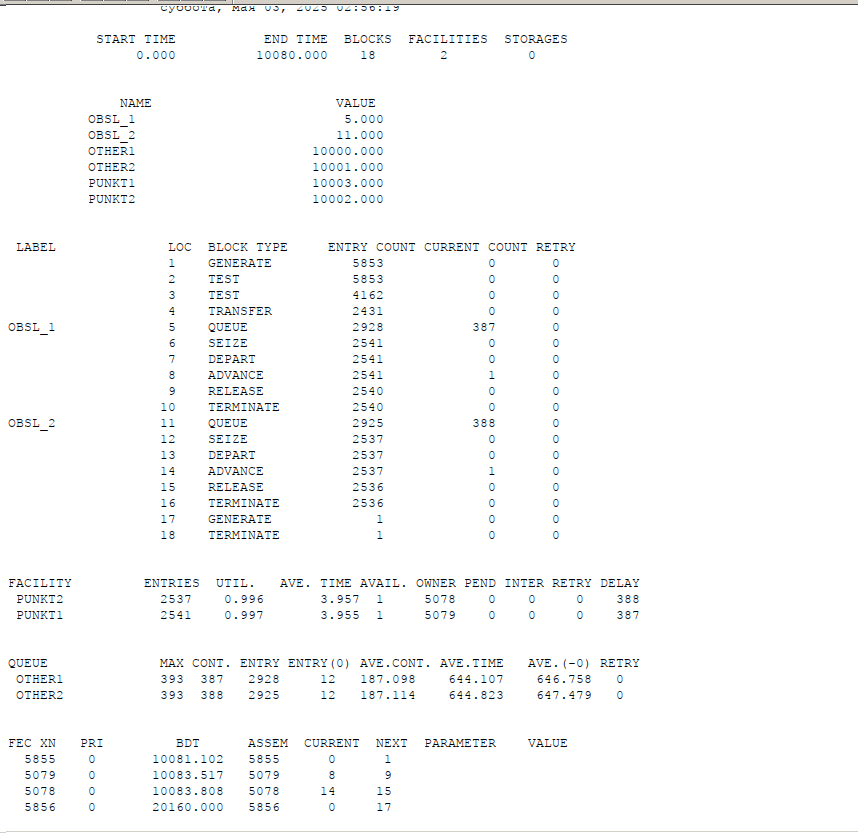 суббота, мая 03, 2025 02:56:19
START TIME END TIME BLOCKS FACILITIES STORAGES
0.000 10080.000 18 2 0
NAME VALUE
OBSL_1 5.000
OBSL_2 11.000
OTHER1 10000.000
OTHER2 10001.000
PUNKT1 10003.000
PUNKT2 10002.000
LABEL LOC BLOCK TYPE ENTRY COUNT CURRENT COUNT RETRY
1 GENERATE 5853 0 0
2 TEST 5853 0 0
3 TEST 4162 0 0
4 TRANSFER 2431 0 0
OBSL_1 5 QUEUE 2928 387 0
6 SEIZE 2541 0 0
7 DEPART 2541 0 0
8 ADVANCE 2541 1 0
9 RELEASE 2540 0 0
10 TERMINATE 2540 0 0
OBSL_2 11 QUEUE 2925 388 0
12 SEIZE 2537 0 0
13 DEPART 2537 0 0
14 ADVANCE 2537 1 0
15 RELEASE 2536 0 0
16 TERMINATE 2536 0 0
17 GENERATE 1 0 0
18 TERMINATE 1 0 0
FACILITY ENTRIES UTIL. AVE. TIME AVAIL. OWNER PEND INTER RETRY DELAY
PUNKT2 2537 0.996 3.957 1 5078 0 0 0 388
PUNKT1 2541 0.997 3.955 1 5079 0 0 0 387
QUEUE MAX CONT. ENTRY ENTRY(0) AVE.CONT. AVE.TIME AVE.(-0) RETRY
OTHER1 393 387 2928 12 187.098 644.107 646.758 0
OTHER2 393 388 2925 12 187.114 644.823 647.479 0
FEC XN PRI BDT ASSEM CURRENT NEXT PARAMETER VALUE
5855 0 10081.102 5855 0 1
5079 0 10083.517 5079 8 9
5078 0 10083.808 5078 14 15
5856 0 20160.000 5856 0 17